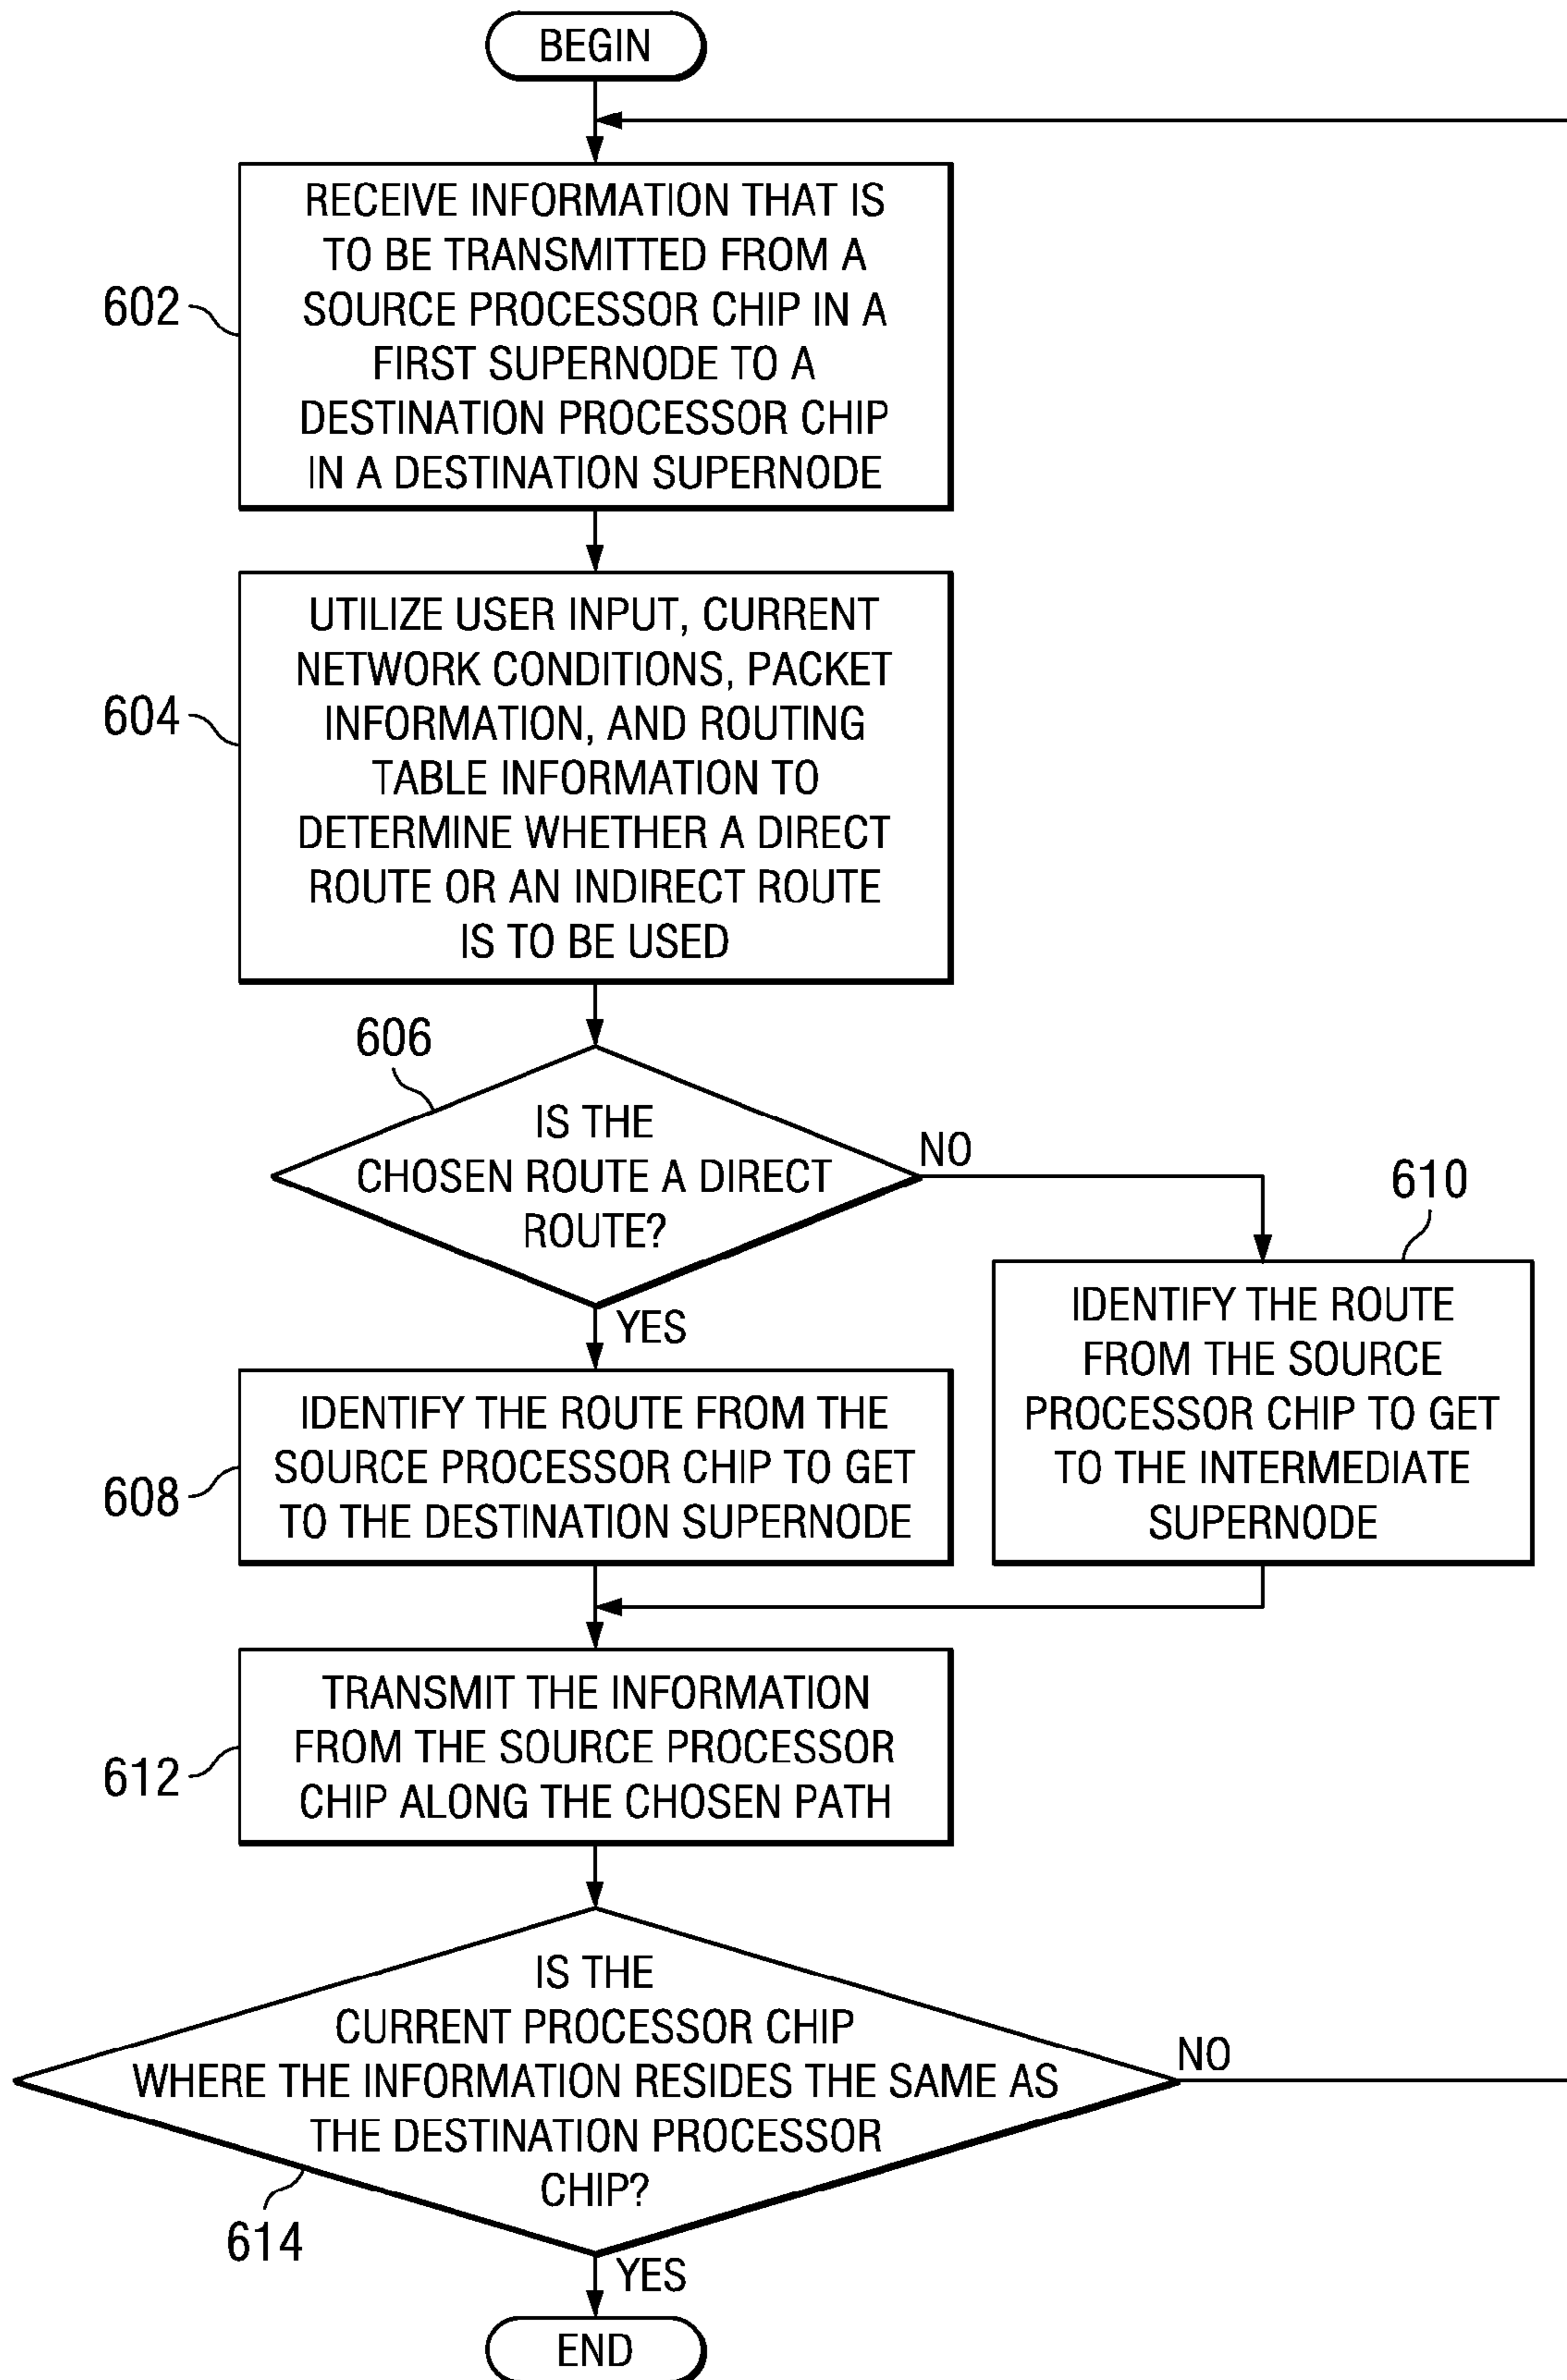 BEGIN
602
RECEIVE INFORMATION THAT IS
TO BE TRANSMITTED FROM A
SOURCE PROCESSOR CHIP IN A
FIRST SUPERNODE TO A
DESTINATION PROCESSOR CHIP
IN A DESTINATION SUPERNODE
604
UTILIZE USER INPUT, CURRENT
NETWORK CONDITIONS, PACKET
INFORMATION, AND ROUTING
TABLE INFORMATION TO
DETERMINE WHETHER A DIRECT
ROUTE OR AN INDIRECT ROUTE
IS TO BE USED
606
IS THE
CHOSEN ROUTE A DIRECT
ROUTE?
NO
YES
610
IDENTIFY THE ROUTE
FROM THE SOURCE
PROCESSOR CHIP TO GET
TO THE INTERMEDIATE
SUPERNODE
608
IDENTIFY THE ROUTE FROM THE
SOURCE PROCESSOR CHIP TO GET
TO THE DESTINATION SUPERNODE
612
TRANSMIT THE INFORMATION
FROM THE SOURCE PROCESSOR
CHIP ALONG THE CHOSEN PATH
IS THE
CURRENT PROCESSOR CHIP
WHERE THE INFORMATION RESIDES THE SAME AS
THE DESTINATION PROCESSOR
CHIP?
NO
614
YES
END